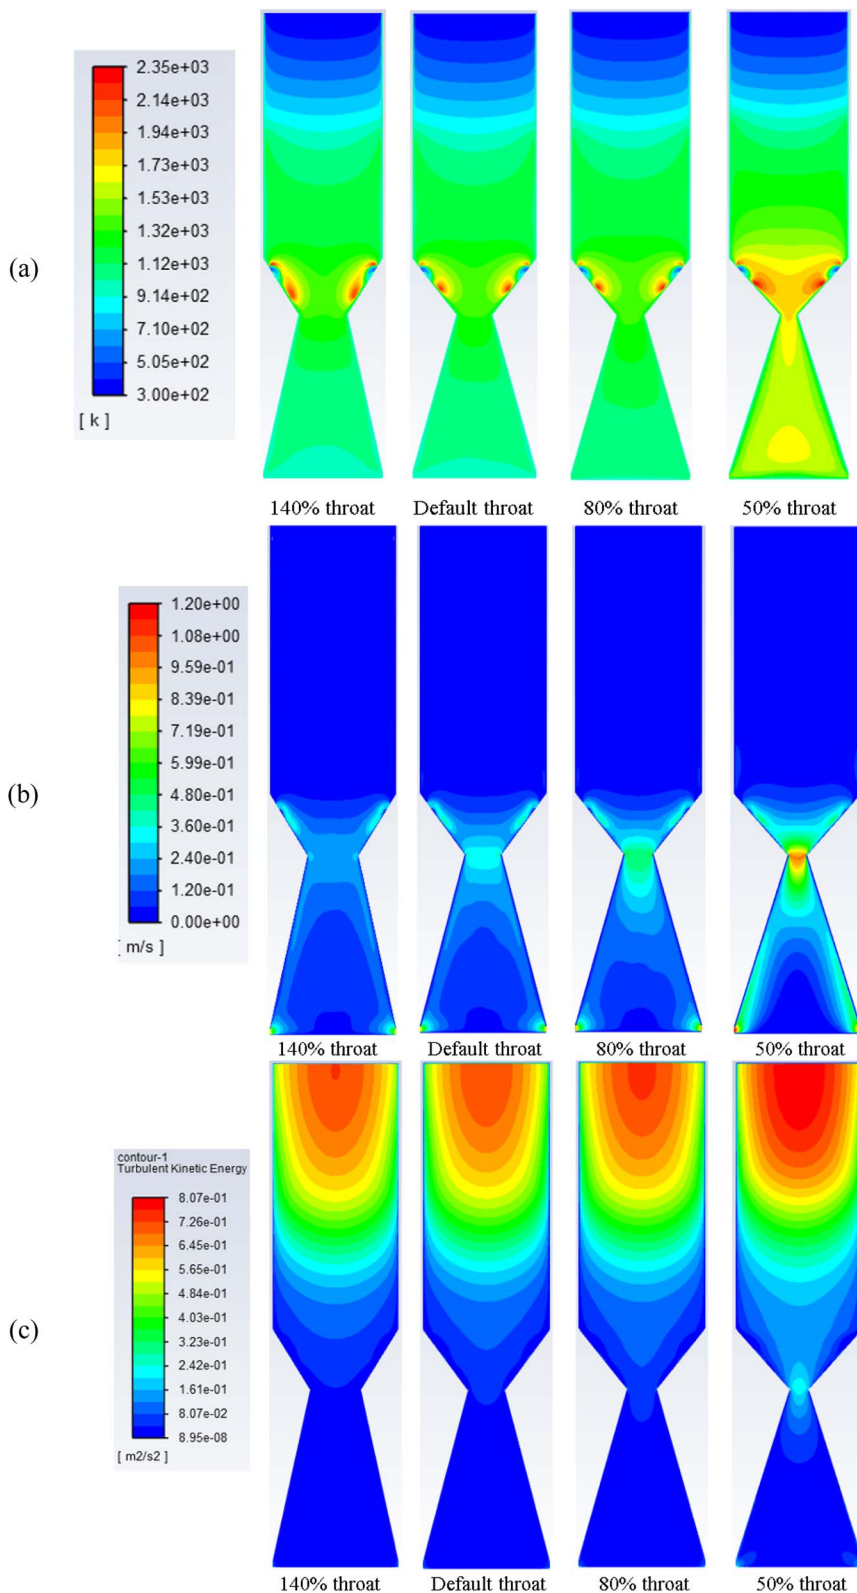 (a)
2.35e+03
2.14e+03
1.94e+03
1.73e+03
1.53e+03
1.32e+03
1.12e+03
9.14e+02
7.10e+02
5.05e+02
3.00e+02
[ k ]
140% throat Default throat 80% throat 50% throat
(b)
1.20e+00
1.08e+00
9.59e-01
8.39e-01
7.19e-01
5.99e-01
4.80e-01
3.60e-01
2.40e-01
1.20e-01
0.00e+00
[ m/s ]
140% throat Default throat 80% throat 50% throat
(c)
contour-1
Turbulent Kinetic Energy
8.07e-01
7.26e-01
6.45e-01
5.65e-01
4.84e-01
4.03e-01
3.23e-01
2.42e-01
1.61e-01
8.07e-02
8.95e-08
[ m2/s2 ]
140% throat Default throat 80% throat 50% throat